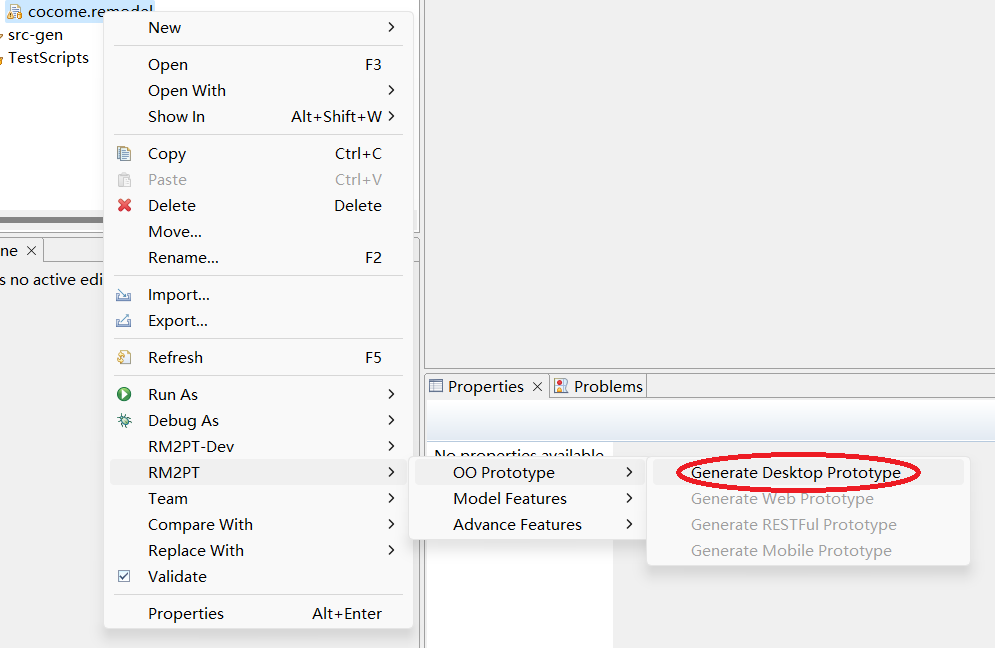 cocome.remodel
src-gen
TestScripts
New
Open F3
Open With
Show In Alt+Shift+W
Copy Ctrl+C
Paste Ctrl+V
Delete Delete
Move...
Rename... F2
Import...
Export...
Refresh F5
Run As
Debug As
RM2PT-Dev
RM2PT
Team
Compare With
Replace With
Validate
Properties Alt+Enter
ne
s no active edi
Properties
Problems
No properties available
OO Prototype
Model Features
Advance Features
Generate Desktop Prototype
Generate Web Prototype
Generate RESTFul Prototype
Generate Mobile Prototype